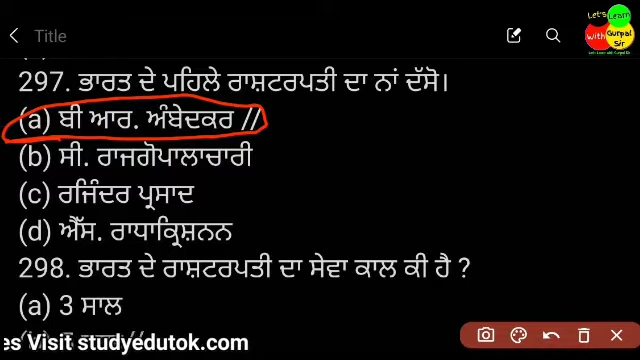 Title
Let's Learn
with Gurpal Sir
297. ਭਾਰਤ ਦੇ ਪਹਿਲੇ ਰਾਸ਼ਟਰਪਤੀ ਦਾ ਨਾਂ ਦੱਸੋ।
(a) ਬੀ ਆਰ. ਅੰਬੇਦਕਰ //
(b) ਸੀ. ਰਾਜਗੋਪਾਲਾਚਾਰੀ
(c) ਰਜਿੰਦਰ ਪ੍ਰਸਾਦ
(d) ਐੱਸ. ਰਾਧਾਕ੍ਰਿਸ਼ਨਨ
298. ਭਾਰਤ ਦੇ ਰਾਸ਼ਟਰਪਤੀ ਦਾ ਸੇਵਾ ਕਾਲ ਕੀ ਹੈ ?
(a) 3 ਸਾਲ
es Visit studyedutok.com